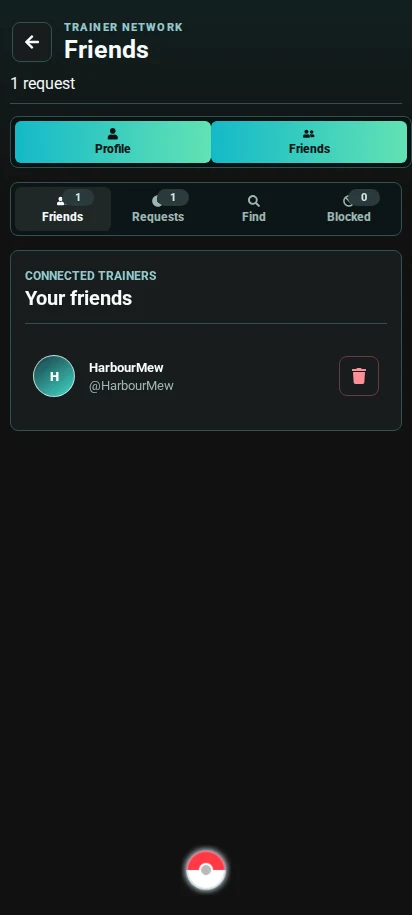 TRAINER NETWORK
Friends
1 request
Profile
Friends
1
Friends
1
Requests
Find
0
Blocked
CONNECTED TRAINERS
Your friends
H
HarbourMew
@HarbourMew